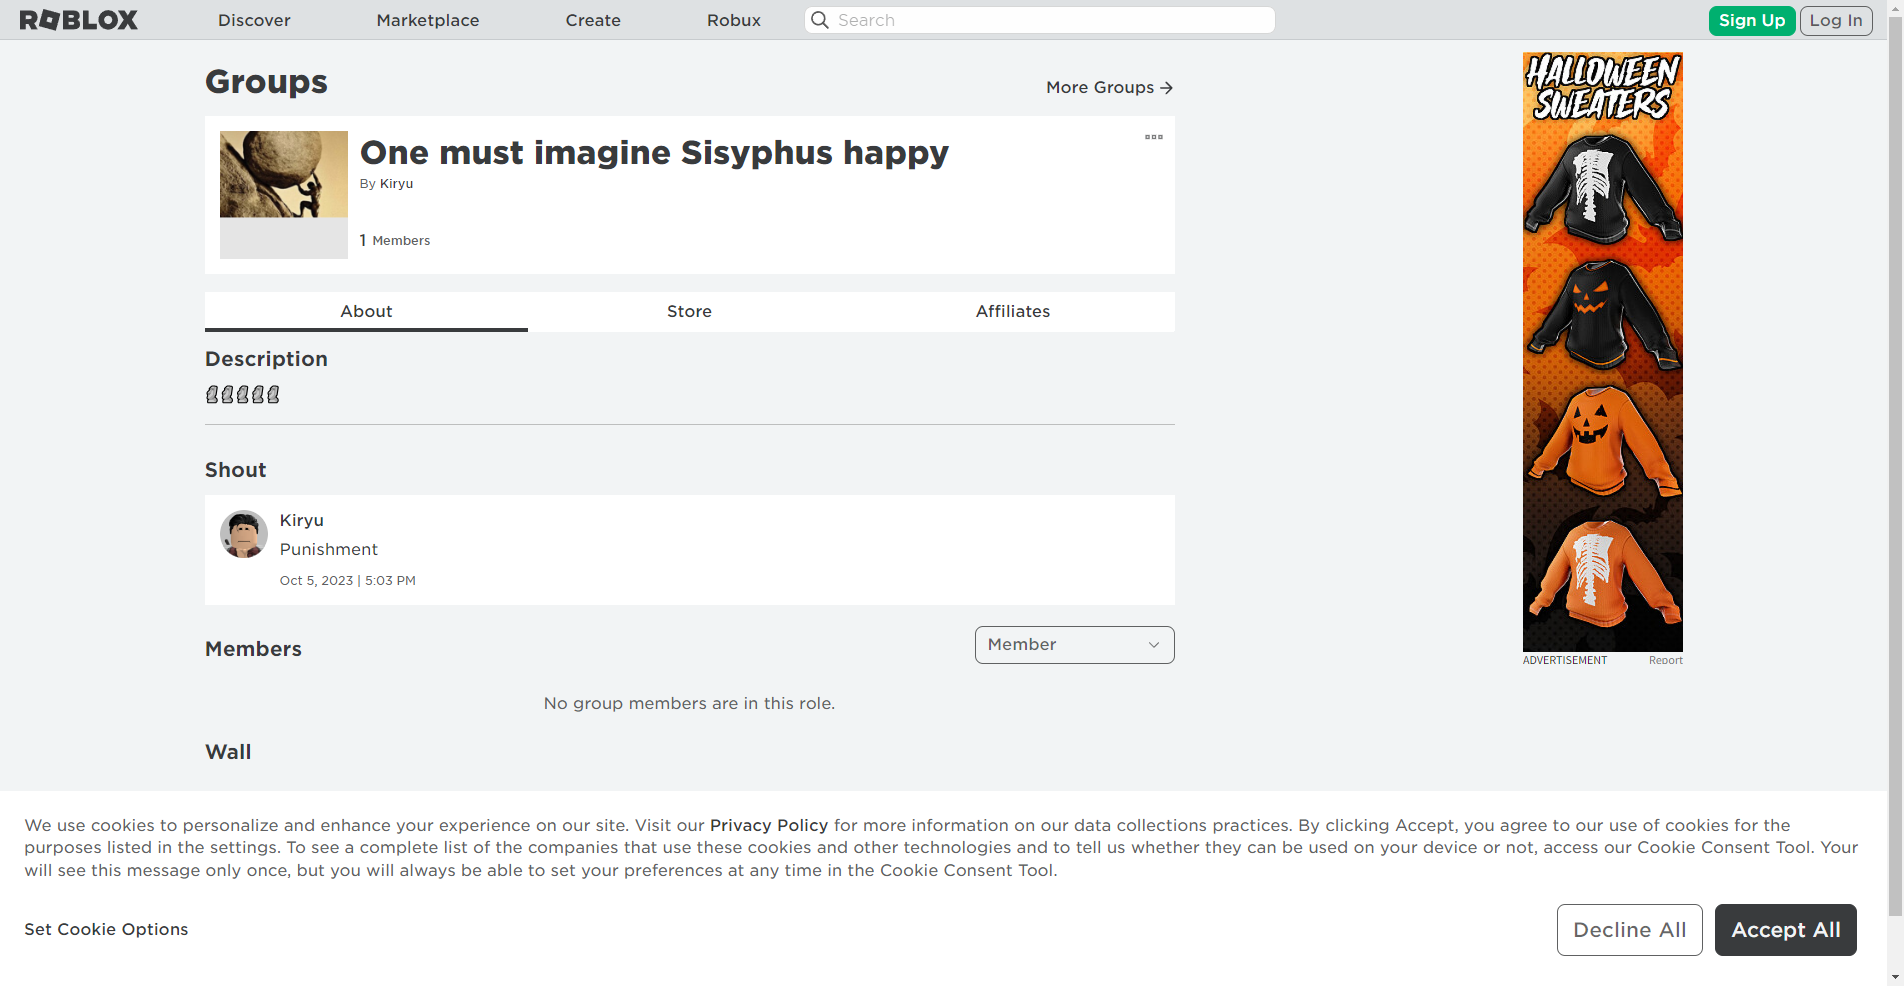 ROBLOX
Discover
Marketplace
Create
Robux
Search
Sign Up
Log In
Groups
More Groups
One must imagine Sisyphus happy
By Kiryu
1 Members
About
Store
Affiliates
Description
🗿🗿🗿🗿🗿
Shout
Kiryu
Punishment
Oct 5, 2023 | 5:03 PM
Members
Member
No group members are in this role.
Wall
HALLOWEEN
SWEATERS
ADVERTISEMENT
Report
We use cookies to personalize and enhance your experience on our site. Visit our Privacy Policy for more information on our data collections practices. By clicking Accept, you agree to our use of cookies for the
purposes listed in the settings. To see a complete list of the companies that use these cookies and other technologies and to tell us whether they can be used on your device or not, access our Cookie Consent Tool. Your
will see this message only once, but you will always be able to set your preferences at any time in the Cookie Consent Tool.
Set Cookie Options
Decline All
Accept All